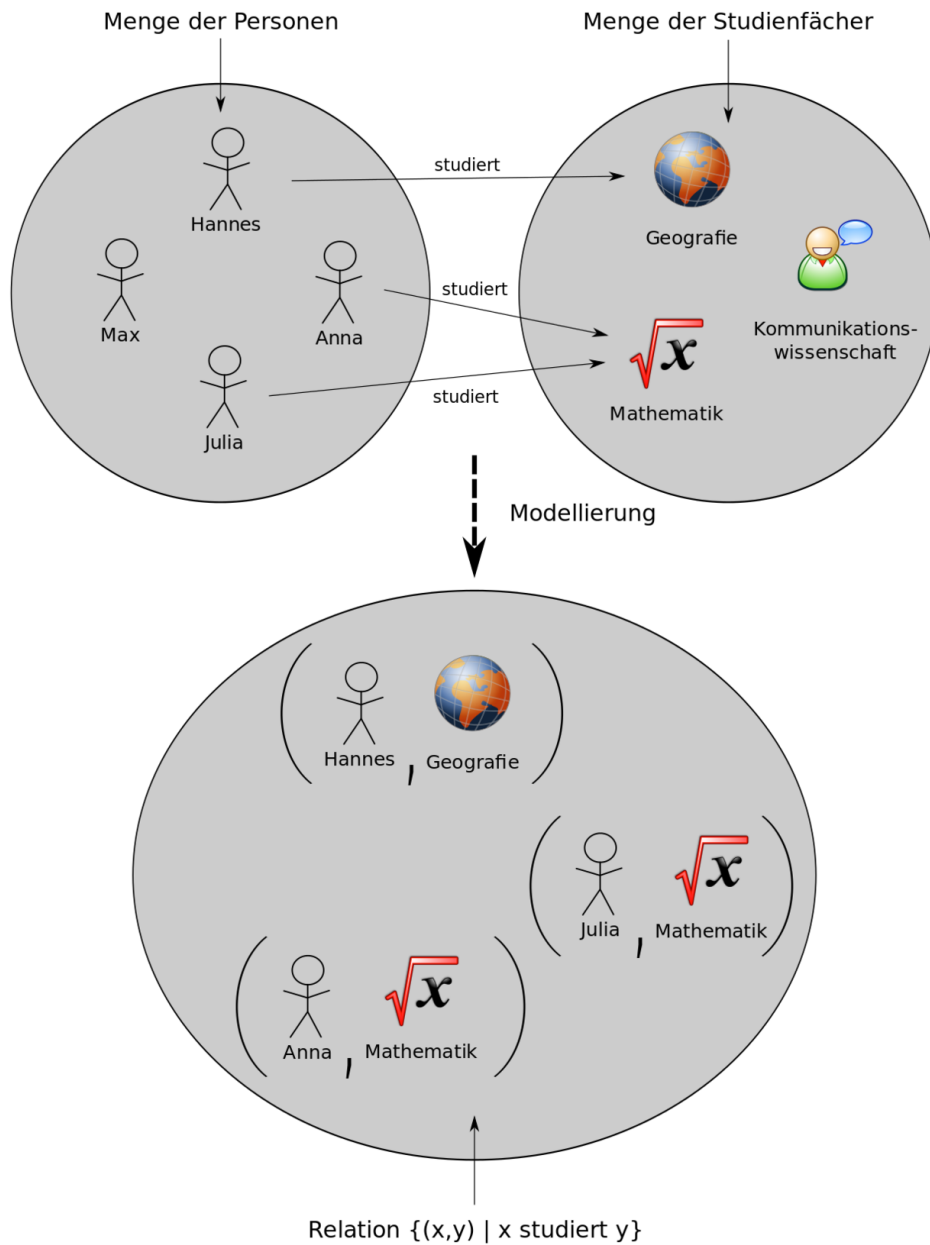 Menge der Personen
Menge der Studienfächer
Hannes
studiert
Geografie
Max
Anna
studiert
Kommunikations-
wissenschaft
x
Mathematik
Julia
studiert
Modellierung
( Hannes , Geografie )
( Julia , x Mathematik )
( Anna , x Mathematik )
Relation {(x,y) | x studiert y}